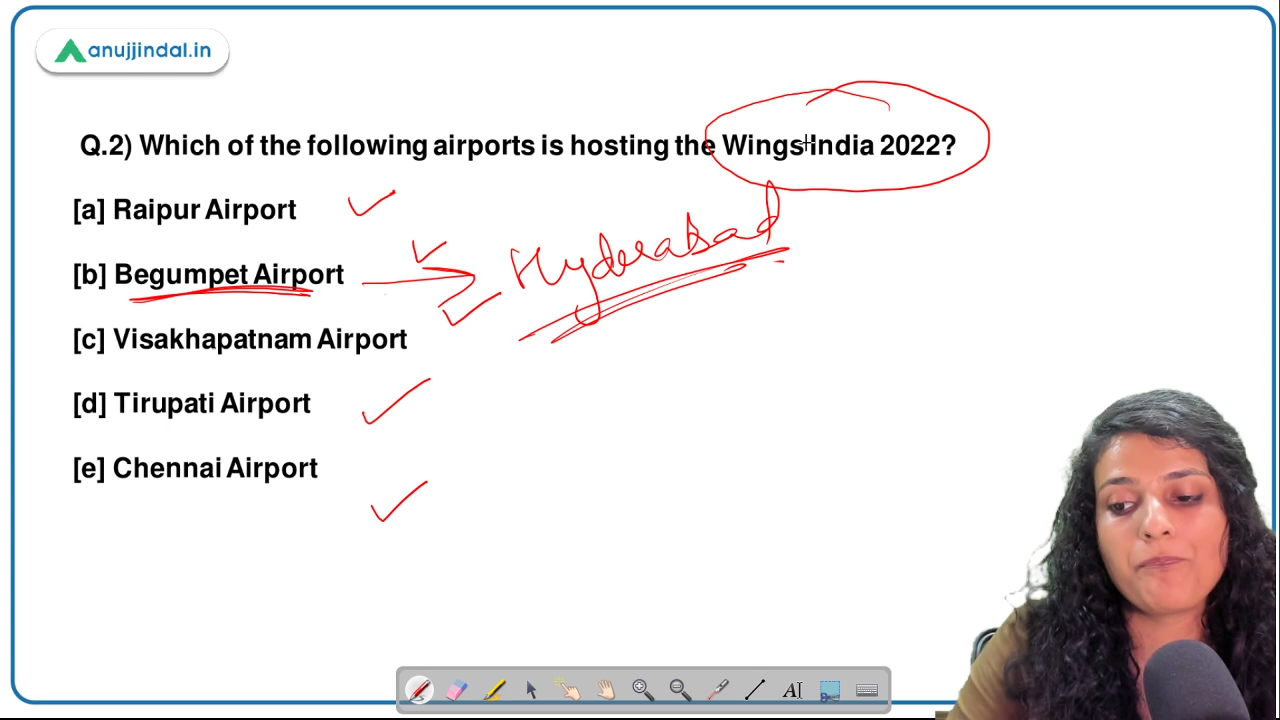 anujjindal.in
Q.2) Which of the following airports is hosting the Wings India 2022?
[a] Raipur Airport
[b] Begumpet Airport
Hyderabad
[c] Visakhapatnam Airport
[d] Tirupati Airport
[e] Chennai Airport
AI